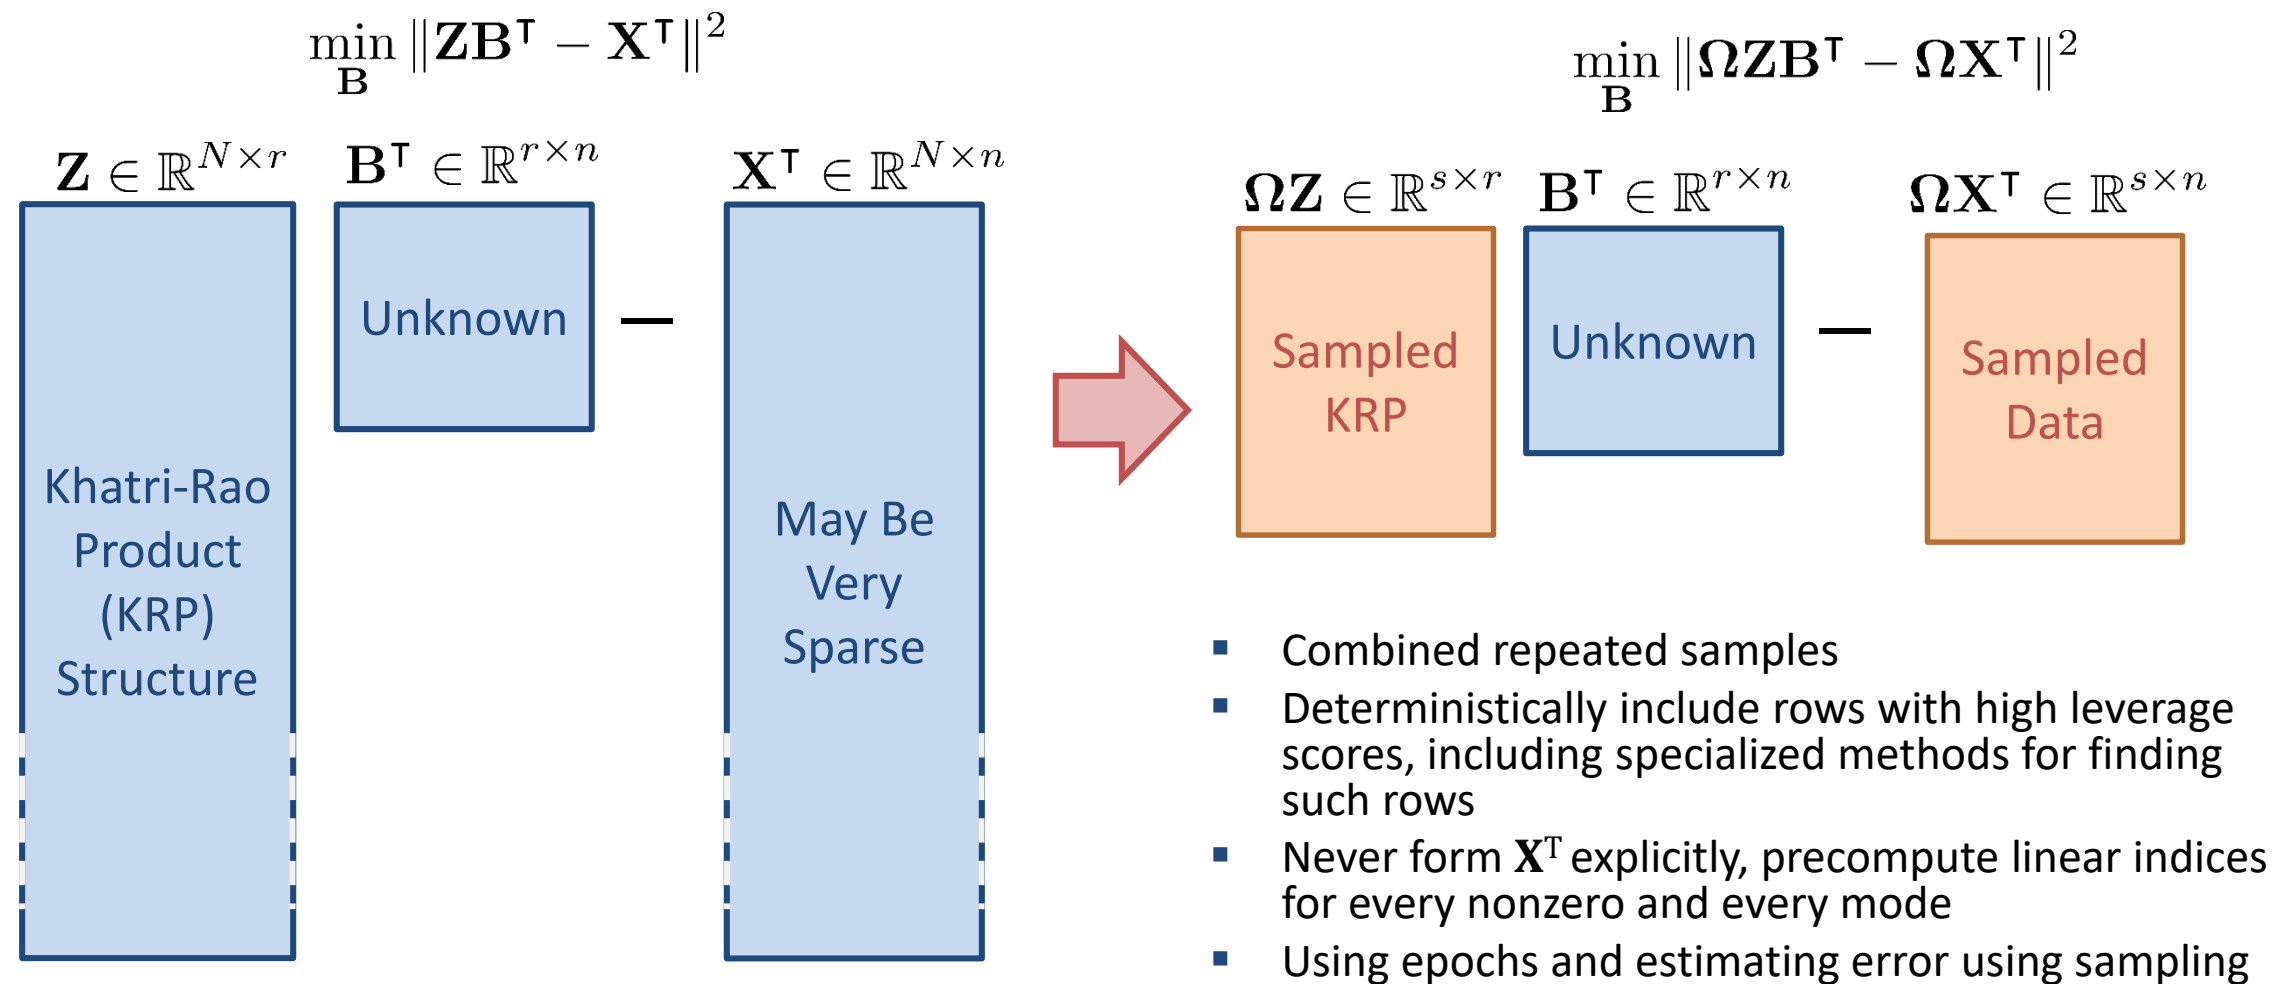 min_B ‖ZBᵀ − Xᵀ‖²
Z ∈ ℝ^{N×r}
Bᵀ ∈ ℝ^{r×n}
Xᵀ ∈ ℝ^{N×n}
Khatri-Rao
Product
(KRP)
Structure
Unknown
—
May Be
Very
Sparse
min_B ‖ΩZBᵀ − ΩXᵀ‖²
ΩZ ∈ ℝ^{s×r}
Bᵀ ∈ ℝ^{r×n}
ΩXᵀ ∈ ℝ^{s×n}
Sampled
KRP
Unknown
—
Sampled
Data
▪ Combined repeated samples
▪ Deterministically include rows with high leverage
scores, including specialized methods for finding
such rows
▪ Never form Xᵀ explicitly, precompute linear indices
for every nonzero and every mode
▪ Using epochs and estimating error using sampling